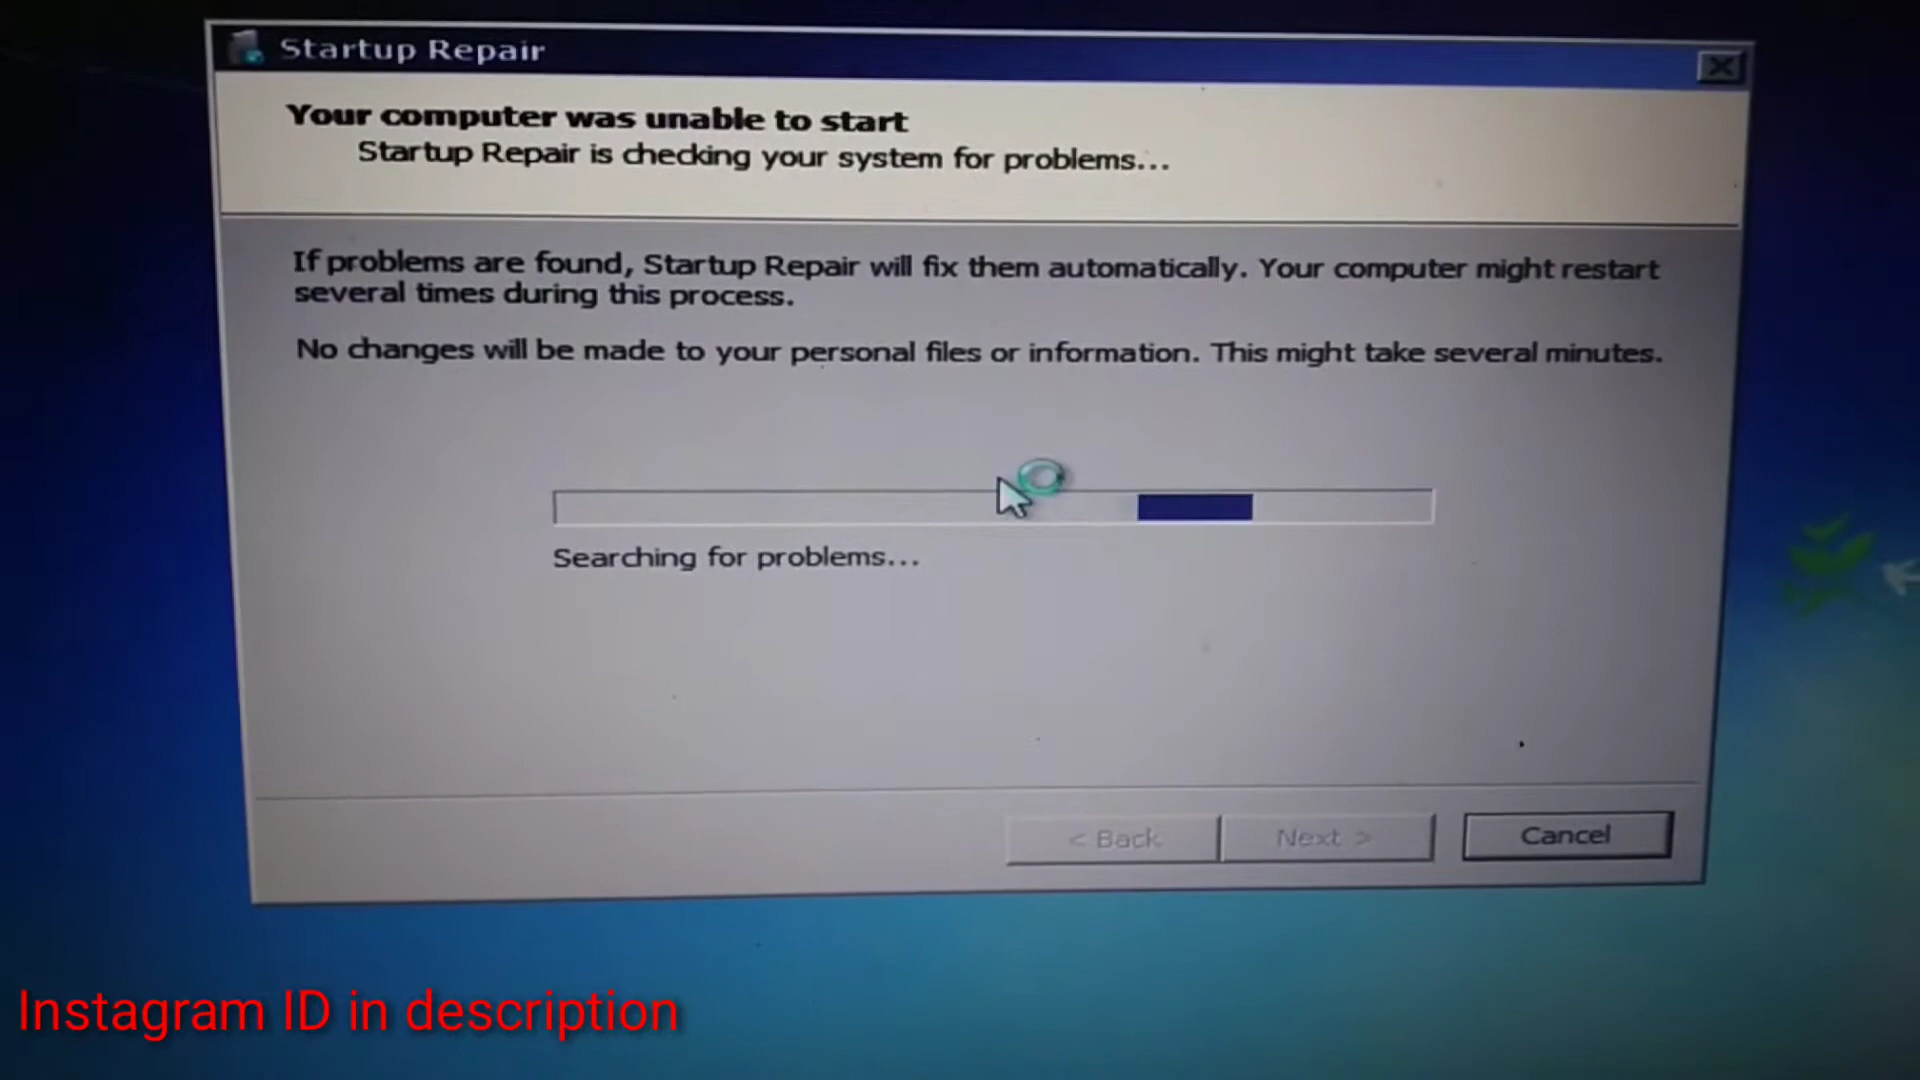 Startup Repair
Your computer was unable to start
Startup Repair is checking your system for problems...
If problems are found, Startup Repair will fix them automatically. Your computer might restart
several times during this process.
No changes will be made to your personal files or information. This might take several minutes.
Searching for problems...
< Back
Next >
Cancel
Instagram ID in description